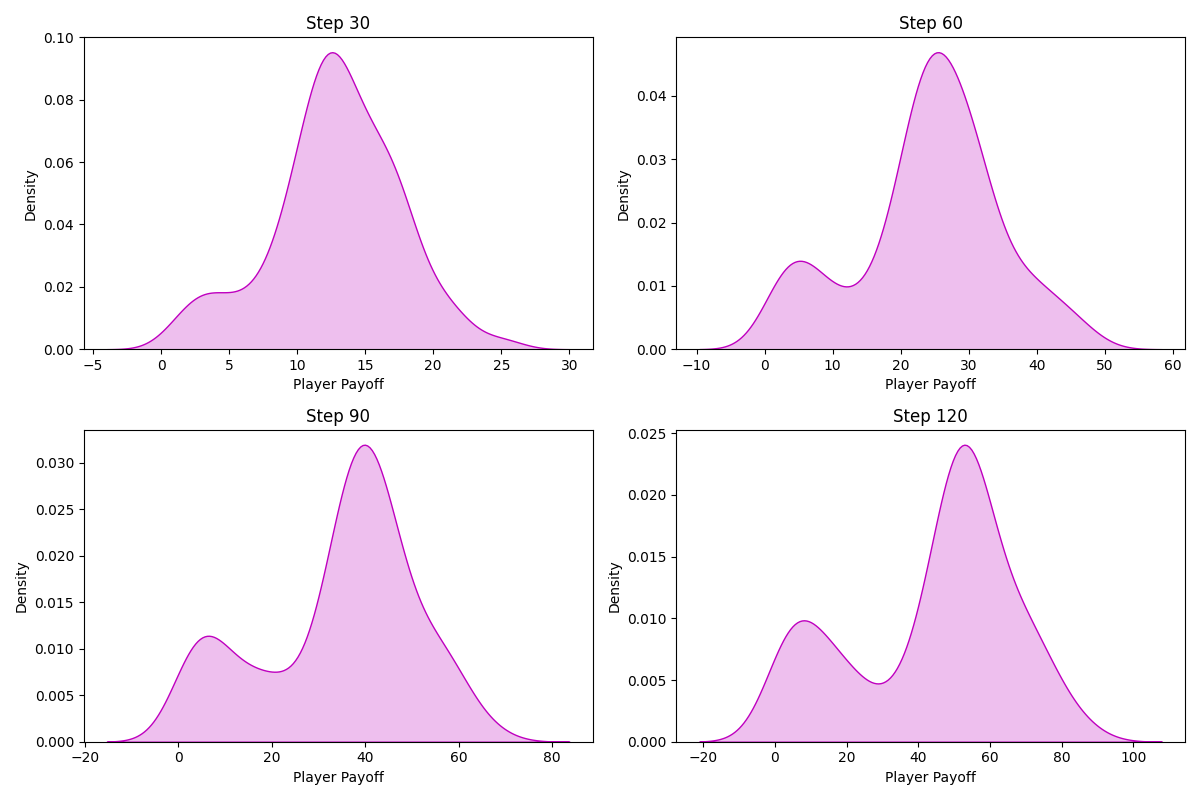 Step 30
0.10
0.08
0.06
0.04
0.02
0.00
Density
−5 0 5 10 15 20 25 30
Player Payoff
Step 60
0.04
0.03
0.02
0.01
0.00
Density
−10 0 10 20 30 40 50 60
Player Payoff
Step 90
0.030
0.025
0.020
0.015
0.010
0.005
0.000
Density
−20 0 20 40 60 80
Player Payoff
Step 120
0.025
0.020
0.015
0.010
0.005
0.000
Density
−20 0 20 40 60 80 100
Player Payoff